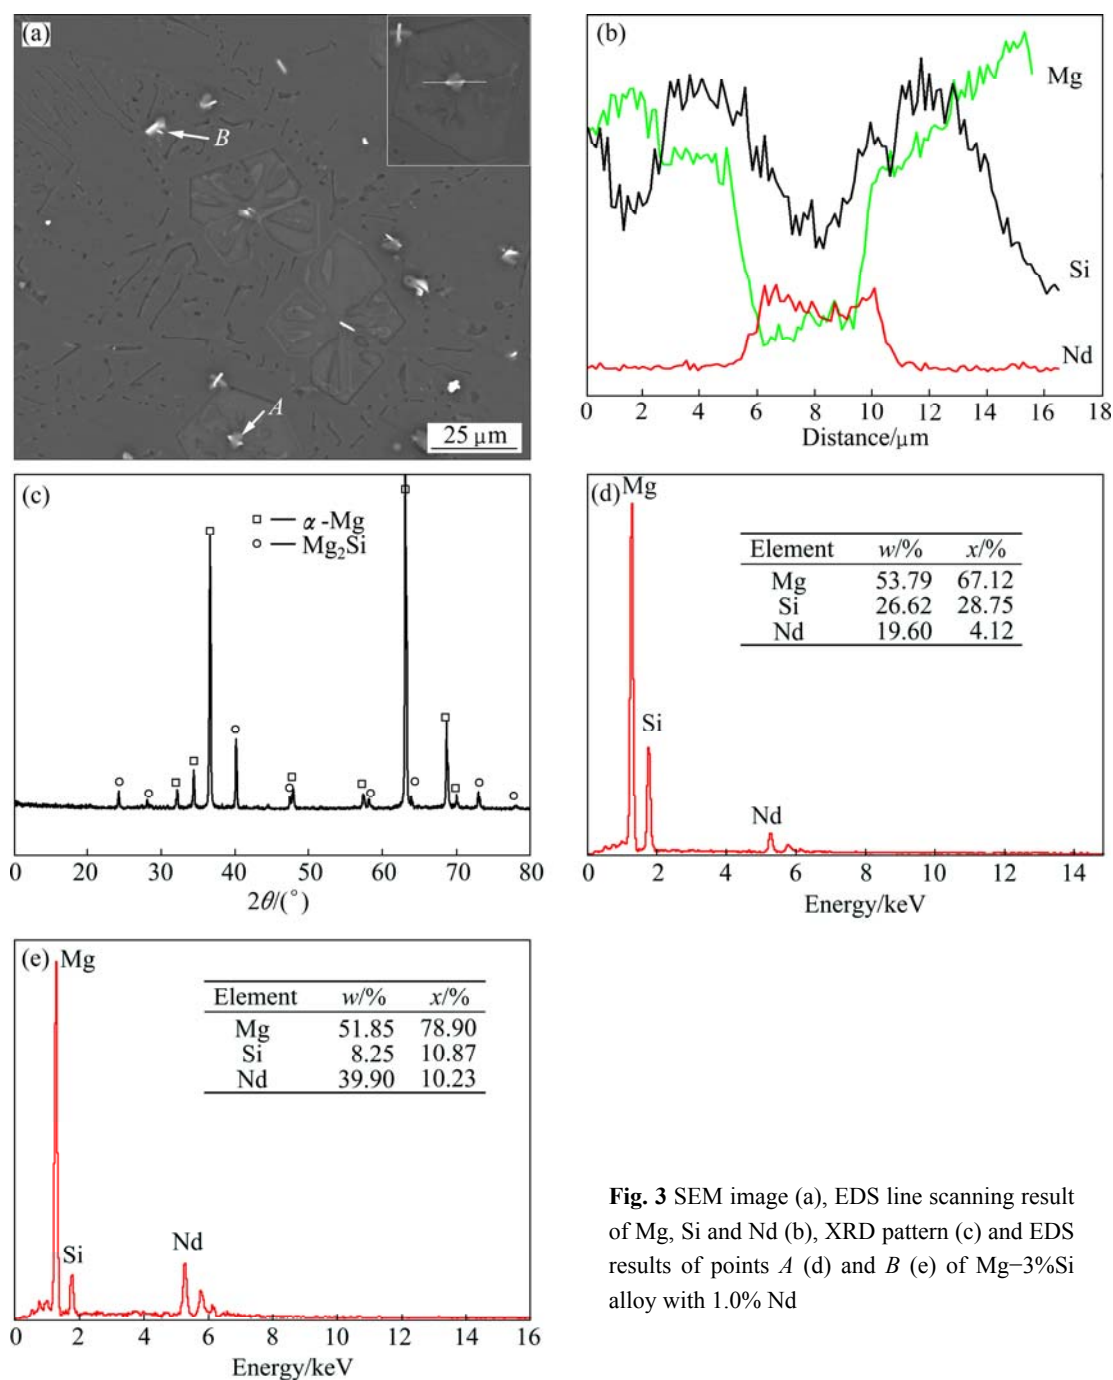 (a)
B
A
25 μm
(b)
Mg
Si
Nd
0 2 4 6 8 10 12 14 16 18
Distance/μm
(c)
α-Mg
Mg₂Si
0 10 20 30 40 50 60 70 80
2θ/(°)
(d)
Mg
Si
Nd
Element w/% x/%
Mg 53.79 67.12
Si 26.62 28.75
Nd 19.60 4.12
0 2 4 6 8 10 12 14
Energy/keV
(e)
Mg
Si
Nd
Element w/% x/%
Mg 51.85 78.90
Si 8.25 10.87
Nd 39.90 10.23
0 2 4 6 8 10 12 14 16
Energy/keV
Fig. 3 SEM image (a), EDS line scanning result
of Mg, Si and Nd (b), XRD pattern (c) and EDS
results of points A (d) and B (e) of Mg−3%Si
alloy with 1.0% Nd